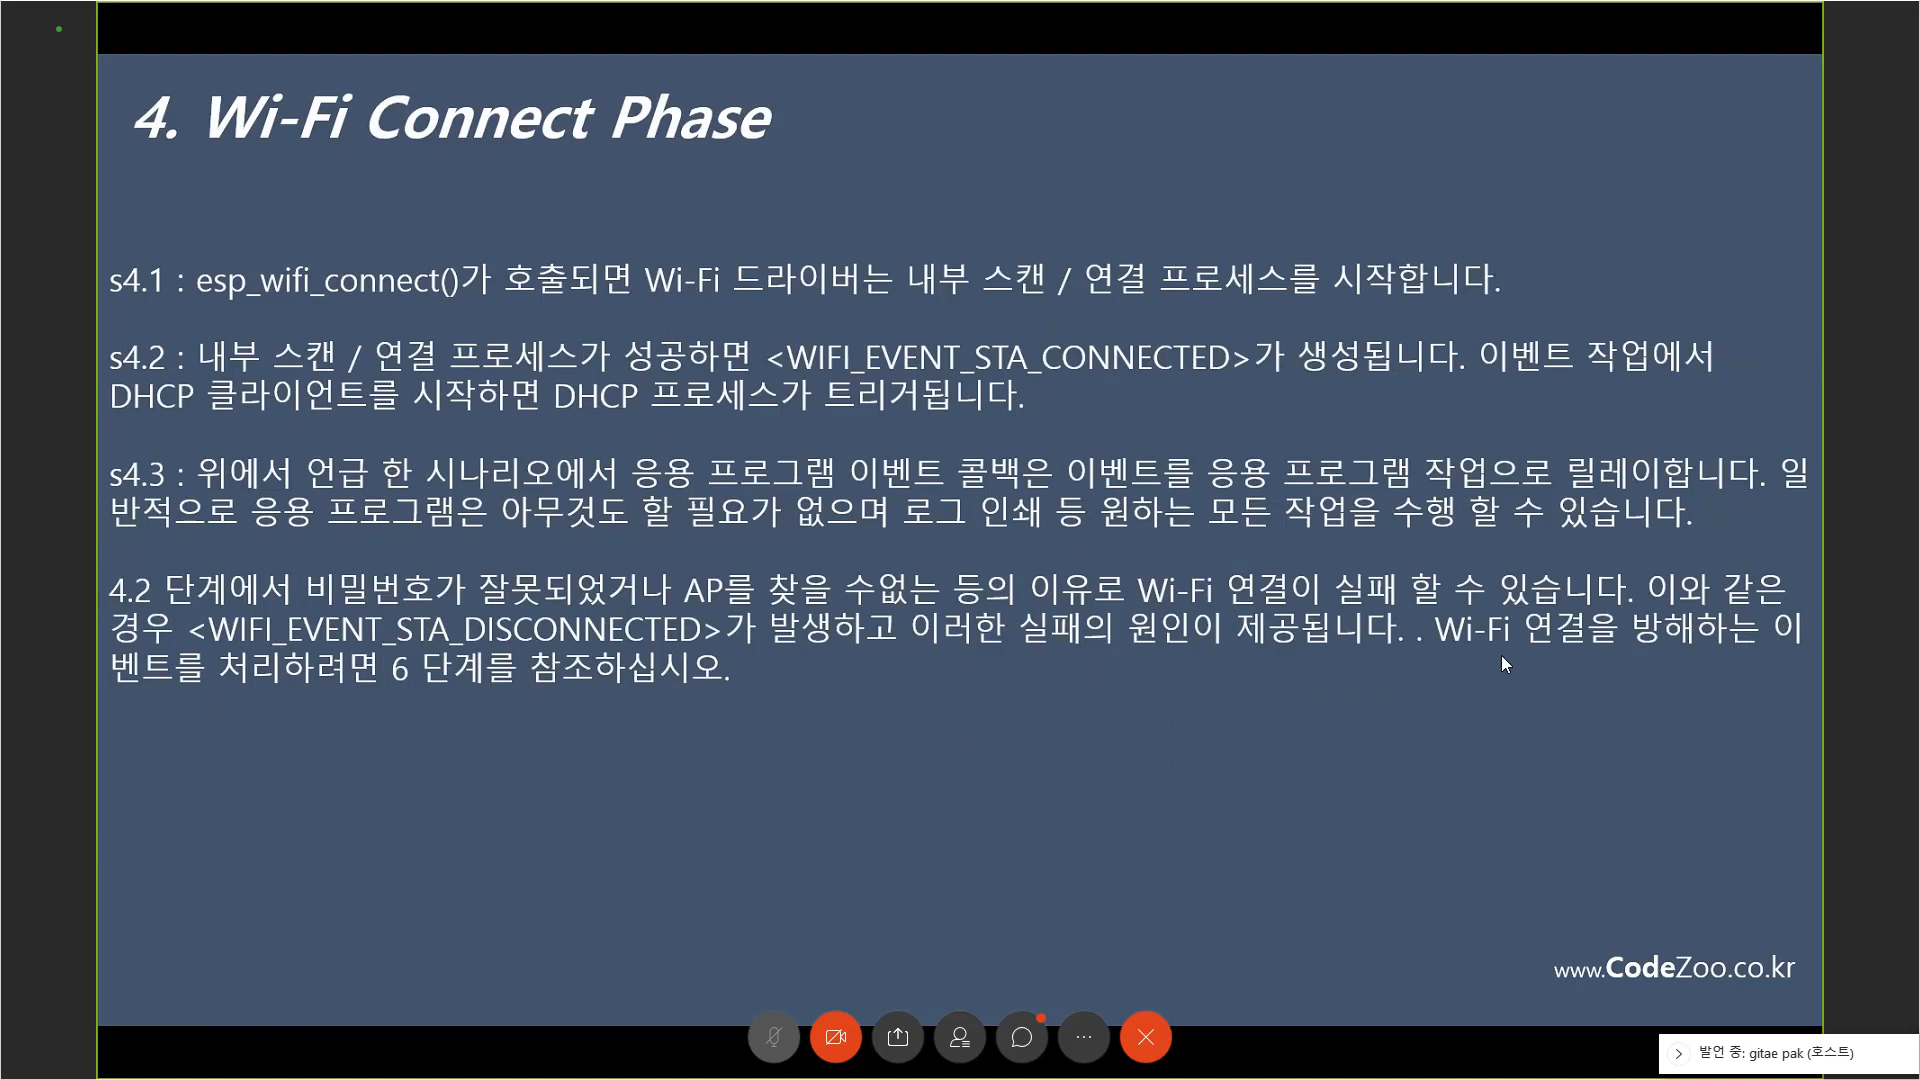 4. Wi-Fi Connect Phase
s4.1 : esp_wifi_connect()가 호출되면 Wi-Fi 드라이버는 내부 스캔 / 연결 프로세스를 시작합니다.
s4.2 : 내부 스캔 / 연결 프로세스가 성공하면 <WIFI_EVENT_STA_CONNECTED>가 생성됩니다. 이벤트 작업에서
DHCP 클라이언트를 시작하면 DHCP 프로세스가 트리거됩니다.
s4.3 : 위에서 언급 한 시나리오에서 응용 프로그램 이벤트 콜백은 이벤트를 응용 프로그램 작업으로 릴레이합니다. 일
반적으로 응용 프로그램은 아무것도 할 필요가 없으며 로그 인쇄 등 원하는 모든 작업을 수행 할 수 있습니다.
4.2 단계에서 비밀번호가 잘못되었거나 AP를 찾을 수없는 등의 이유로 Wi-Fi 연결이 실패 할 수 있습니다. 이와 같은
경우 <WIFI_EVENT_STA_DISCONNECTED>가 발생하고 이러한 실패의 원인이 제공됩니다. . Wi-Fi 연결을 방해하는 이
벤트를 처리하려면 6 단계를 참조하십시오.
www.CodeZoo.co.kr
발언 중: gitae pak (호스트)